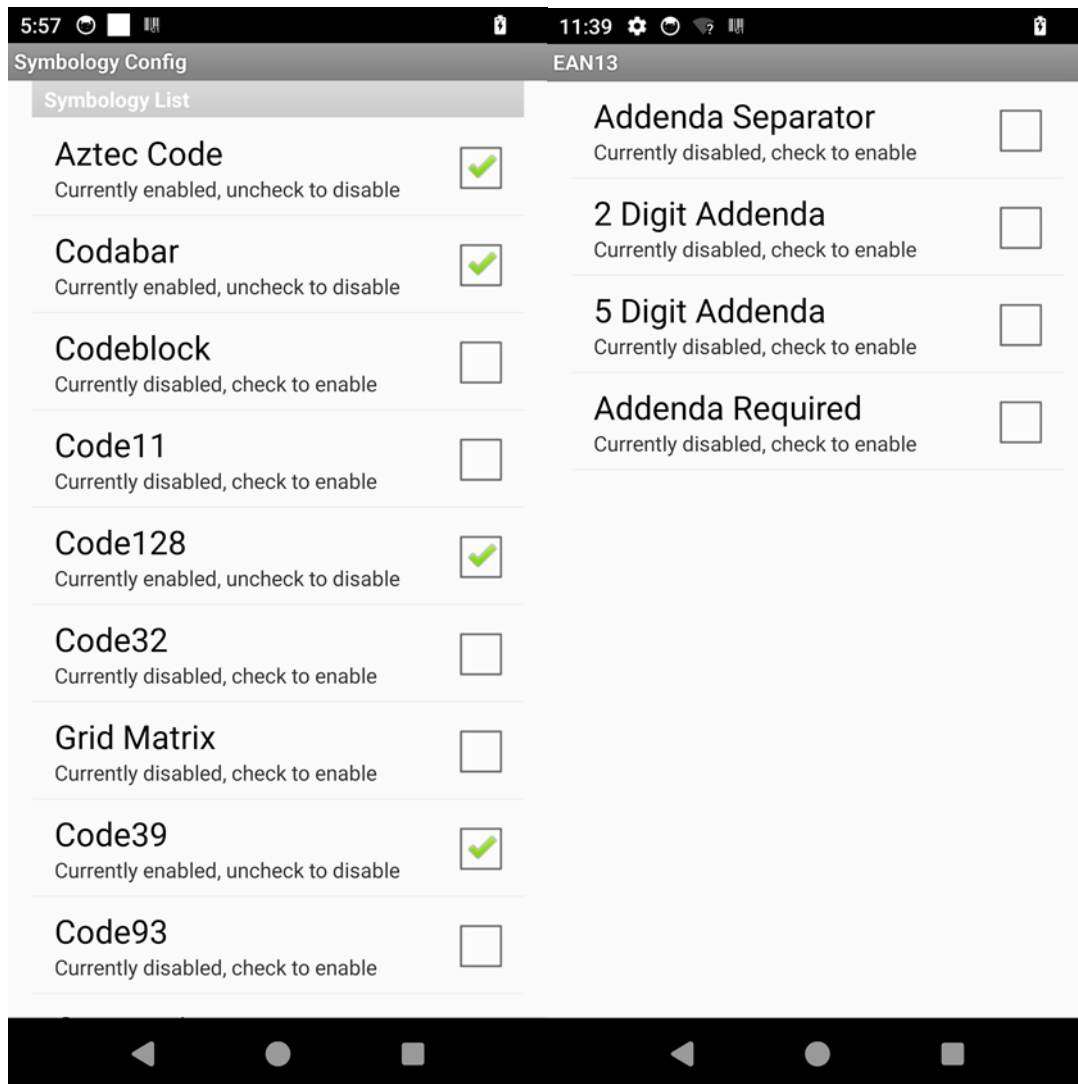 5:57
Symbology Config
Symbology List
Aztec Code
Currently enabled, uncheck to disable
Codabar
Currently enabled, uncheck to disable
Codeblock
Currently disabled, check to enable
Code11
Currently disabled, check to enable
Code128
Currently enabled, uncheck to disable
Code32
Currently disabled, check to enable
Grid Matrix
Currently disabled, check to enable
Code39
Currently enabled, uncheck to disable
Code93
Currently disabled, check to enable
11:39
EAN13
Addenda Separator
Currently disabled, check to enable
2 Digit Addenda
Currently disabled, check to enable
5 Digit Addenda
Currently disabled, check to enable
Addenda Required
Currently disabled, check to enable